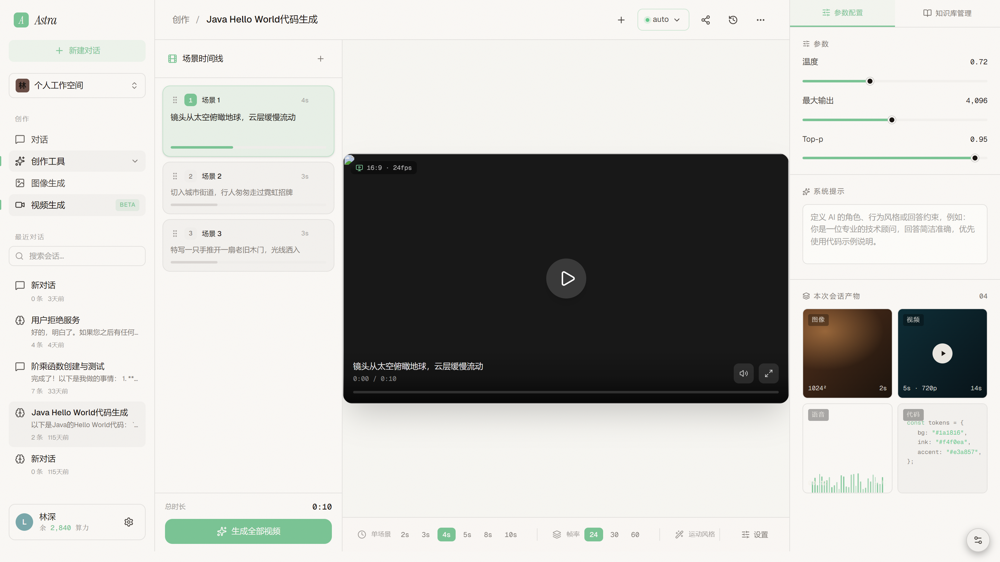 A Astra
新建对话
林 个人工作空间
创作
对话
创作工具
图像生成
视频生成 BETA
最近对话
搜索会话...
新对话
0 条 3天前
用户拒绝服务
好的，明白了。如果您之后有任何...
4 条 4天前
阶乘函数创建与测试
完成了！以下是我做的事情： 1. **...
7 条 33天前
Java Hello World代码生成
以下是Java的Hello World代码： `...
2 条 115天前
新对话
0 条 115天前
L 林深
余 2,840 算力
创作 / Java Hello World代码生成
auto
场景时间线
1 场景 1 4s
镜头从太空俯瞰地球，云层缓慢流动
2 场景 2 3s
切入城市街道，行人匆匆走过霓虹招牌
3 场景 3 3s
特写一只手推开一扇老旧木门，光线洒入
总时长 0:10
生成全部视频
16:9 · 24fps
镜头从太空俯瞰地球，云层缓慢流动
0:00 / 0:10
单场景 2s 3s 4s 5s 8s 10s 帧率 24 30 60 运动风格 设置
参数配置 知识库管理
参数
温度 0.72
最大输出 4,096
Top-p 0.95
系统提示
定义 AI 的角色、行为风格或回答约束，例如：
你是一位专业的技术顾问，回答简洁准确，优先
使用代码示例说明。
本次会话产物 04
图像
1024² 2s
视频
5s · 720p 14s
语音
代码
const tokens = {
bg: "#1a1816",
ink: "#f4f0ea",
accent: "#e3a857",
};